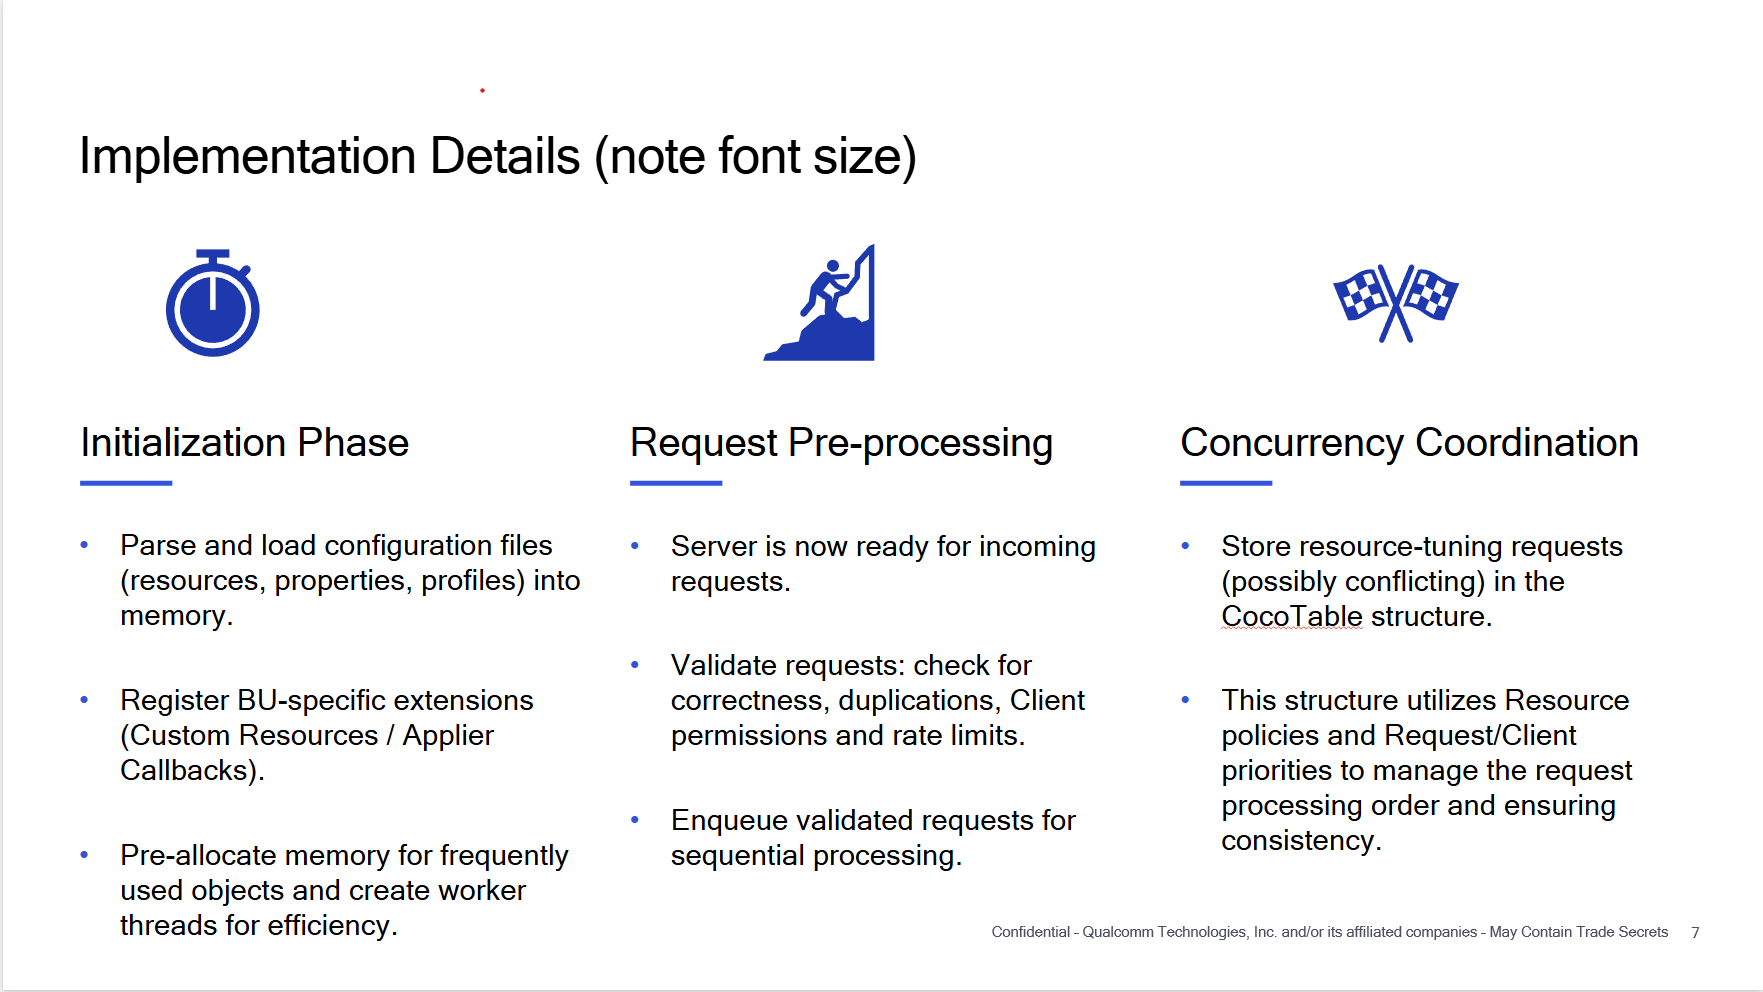 Implementation Details (note font size)
Initialization Phase
• Parse and load configuration files
(resources, properties, profiles) into
memory.
• Register BU-specific extensions
(Custom Resources / Applier
Callbacks).
• Pre-allocate memory for frequently
used objects and create worker
threads for efficiency.
Request Pre-processing
• Server is now ready for incoming
requests.
• Validate requests: check for
correctness, duplications, Client
permissions and rate limits.
• Enqueue validated requests for
sequential processing.
Concurrency Coordination
• Store resource-tuning requests
(possibly conflicting) in the
CocoTable structure.
• This structure utilizes Resource
policies and Request/Client
priorities to manage the request
processing order and ensuring
consistency.
Confidential - Qualcomm Technologies, Inc. and/or its affiliated companies - May Contain Trade Secrets 7